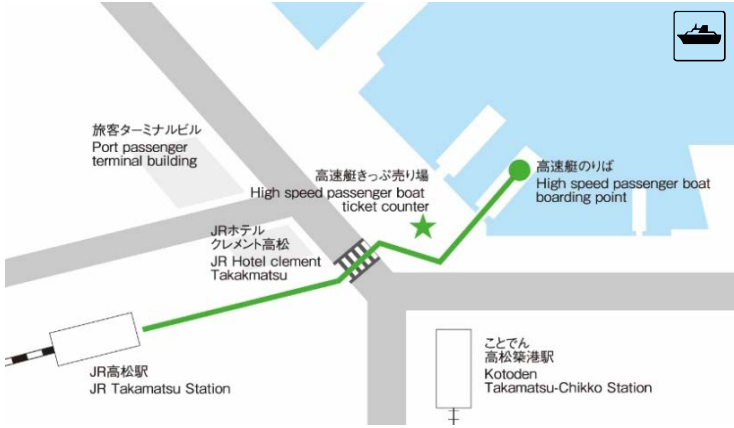 旅客ターミナルビル
Port passenger
terminal building
高速艇きっぷ売り場
High speed passenger boat
ticket counter
高速艇のりば
High speed passenger boat
boarding point
JRホテル
クレメント高松
JR Hotel clement
Takakmatsu
JR高松駅
JR Takamatsu Station
ことでん
高松築港駅
Kotoden
Takamatsu-Chikko Station